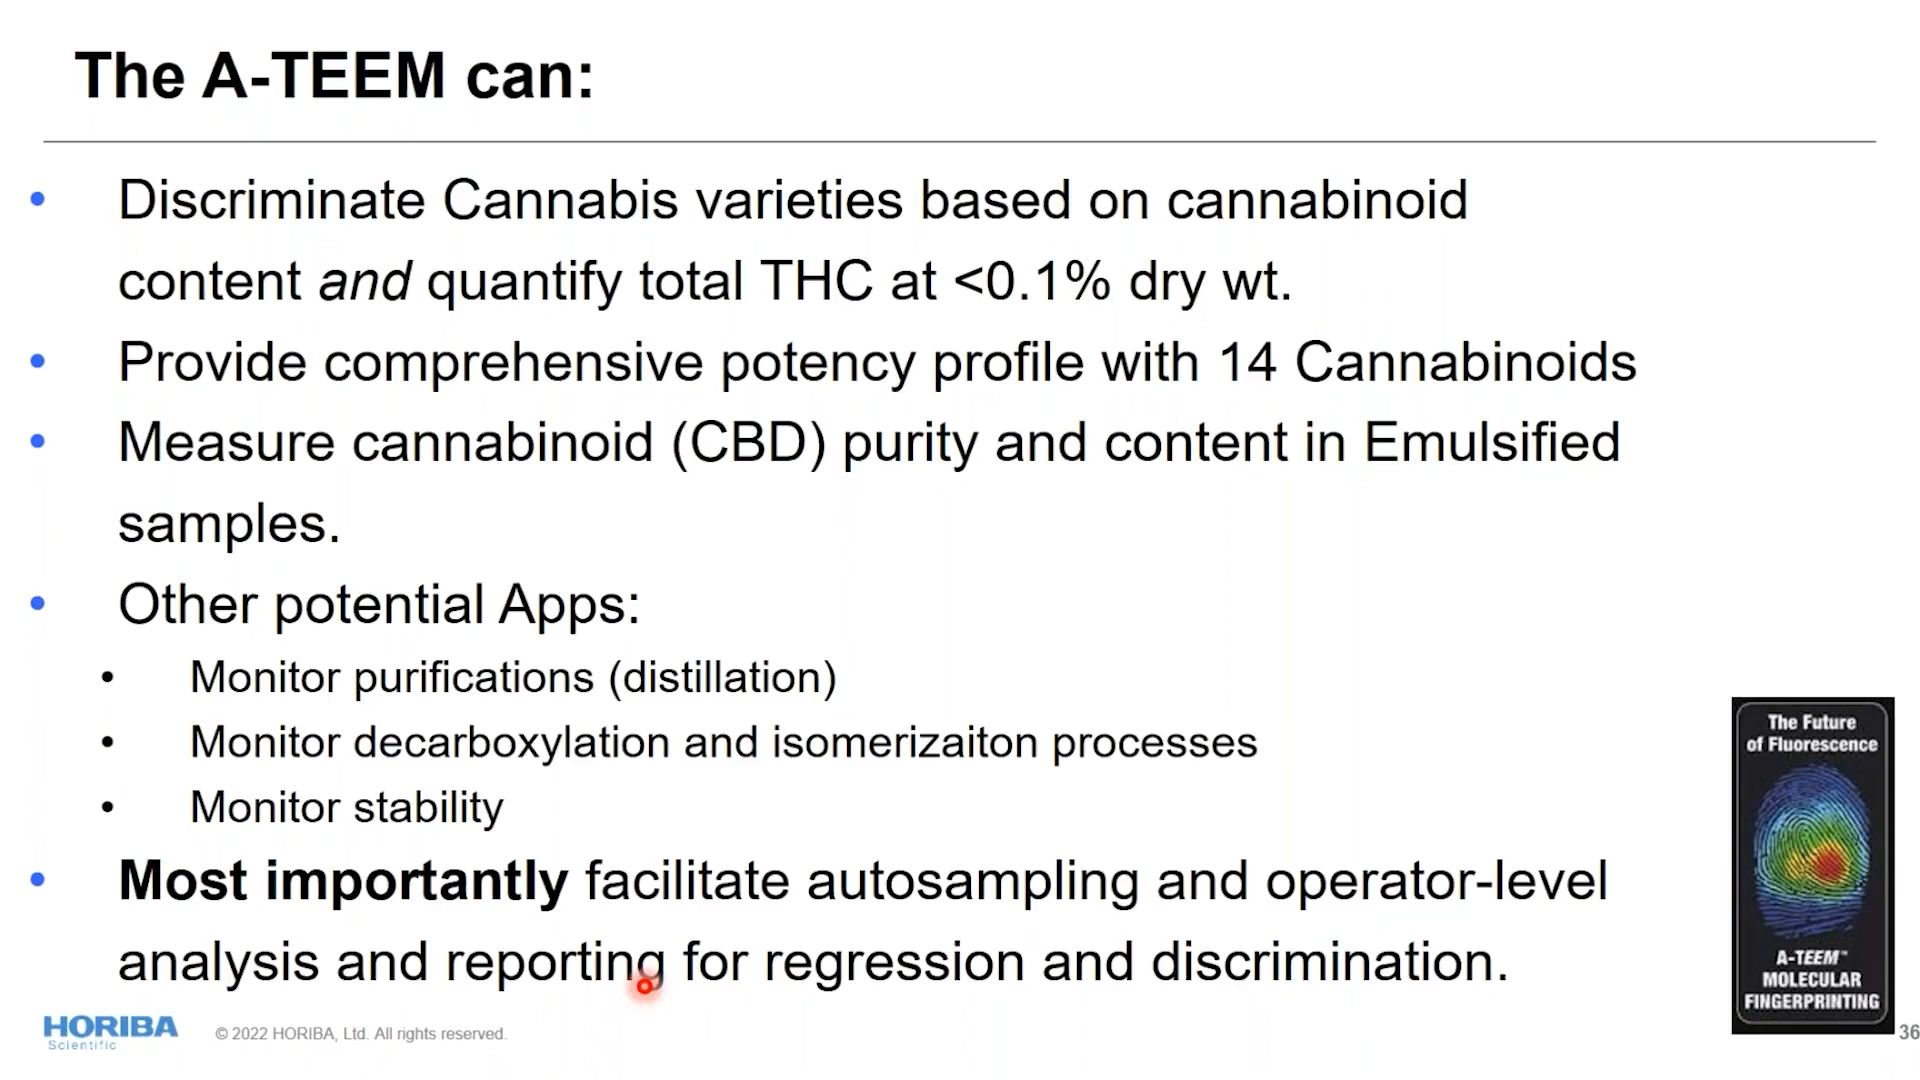 The A-TEEM can:
• Discriminate Cannabis varieties based on cannabinoid
content and quantify total THC at <0.1% dry wt.
• Provide comprehensive potency profile with 14 Cannabinoids
• Measure cannabinoid (CBD) purity and content in Emulsified
samples.
• Other potential Apps:
• Monitor purifications (distillation)
• Monitor decarboxylation and isomerizaiton processes
• Monitor stability
• Most importantly facilitate autosampling and operator-level
analysis and reporting for regression and discrimination.
The Future
of Fluorescence
A-TEEM™
MOLECULAR
FINGERPRINTING
HORIBA
Scientific
© 2022 HORIBA, Ltd. All rights reserved.
36